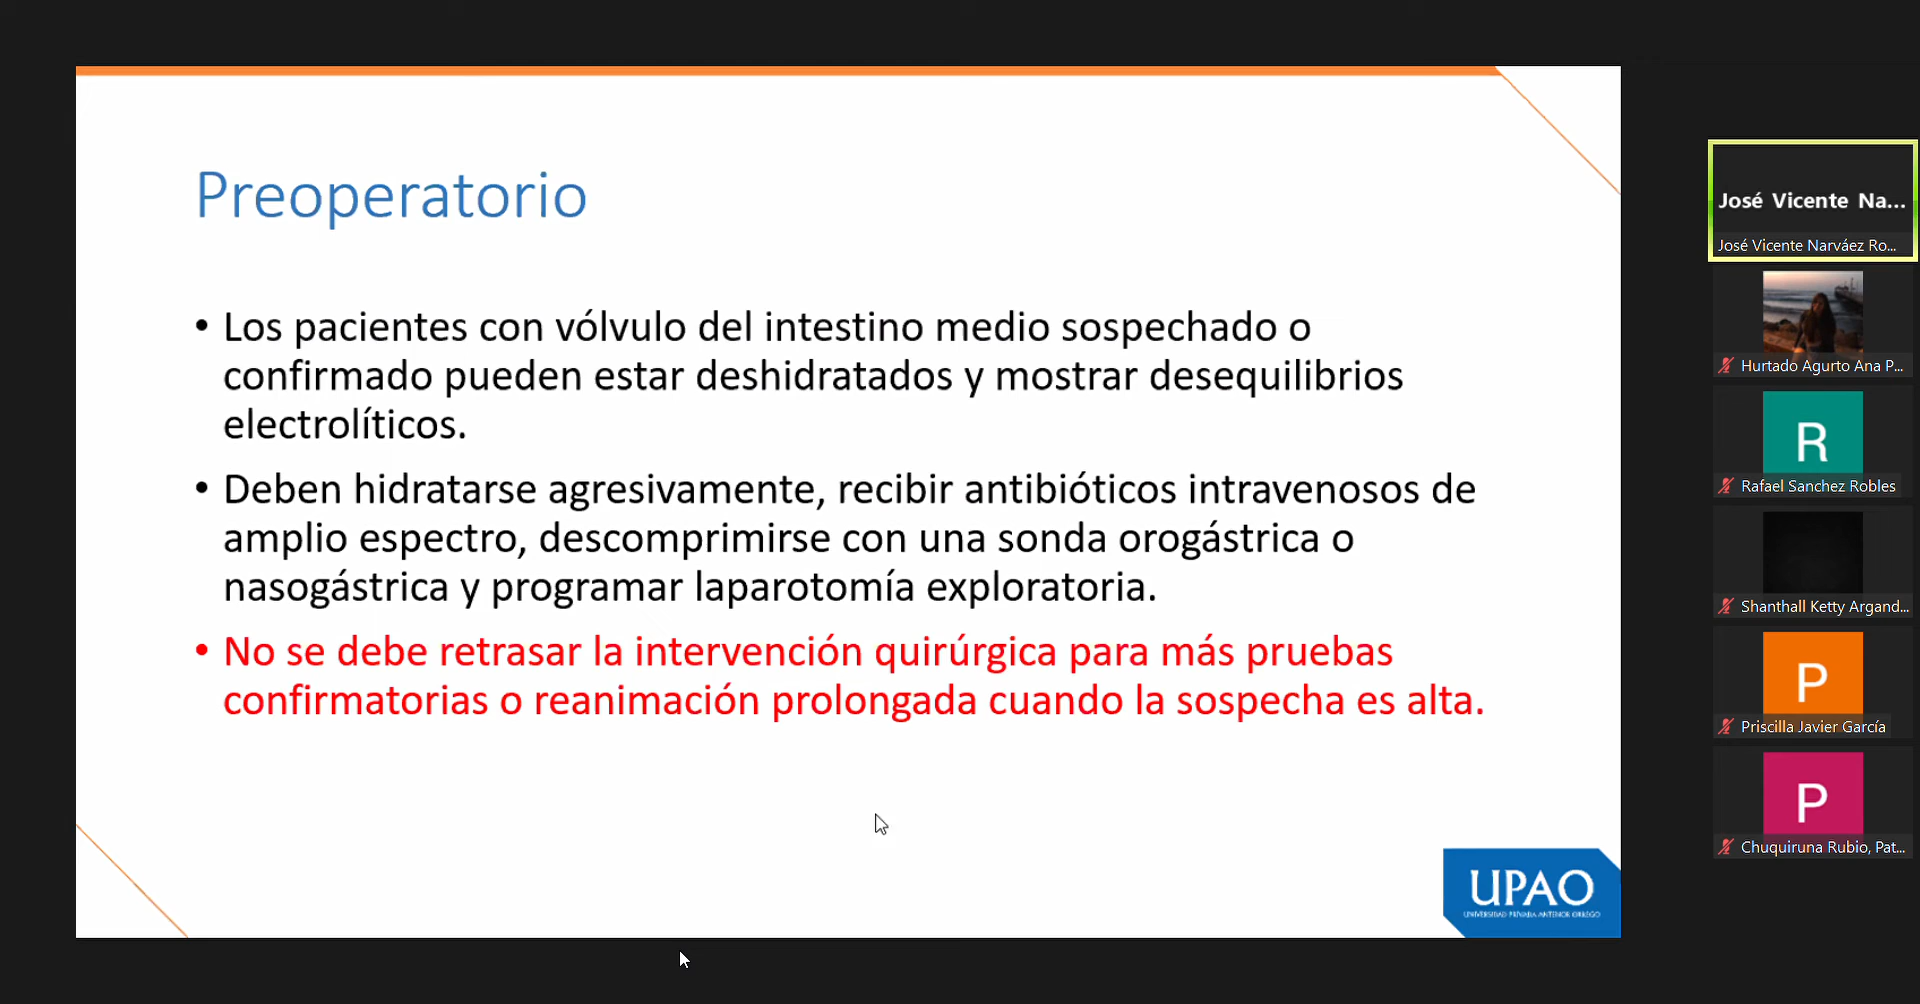 Preoperatorio
• Los pacientes con vólvulo del intestino medio sospechado o
confirmado pueden estar deshidratados y mostrar desequilibrios
electrolíticos.
• Deben hidratarse agresivamente, recibir antibióticos intravenosos de
amplio espectro, descomprimirse con una sonda orogástrica o
nasogástrica y programar laparotomía exploratoria.
• No se debe retrasar la intervención quirúrgica para más pruebas
confirmatorias o reanimación prolongada cuando la sospecha es alta.
UPAO
UNIVERSIDAD PRIVADA ANTENOR ORREGO
José Vicente Na...
José Vicente Narváez Ro...
Hurtado Agurto Ana P...
R
Rafael Sanchez Robles
Shanthall Ketty Argand...
P
Priscilla Javier García
P
Chuquiruna Rubio, Pat...